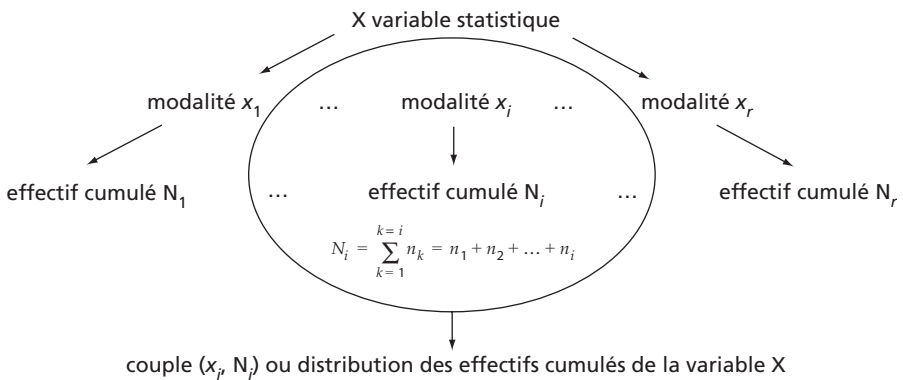 X variable statistique
modalité x₁ ... modalité xᵢ ... modalité xᵣ
effectif cumulé N₁ ... effectif cumulé Nᵢ ... effectif cumulé Nᵣ
k = i
Nᵢ = ∑ nₖ = n₁ + n₂ + ... + nᵢ
k = 1
couple (xᵢ, Nᵢ) ou distribution des effectifs cumulés de la variable X